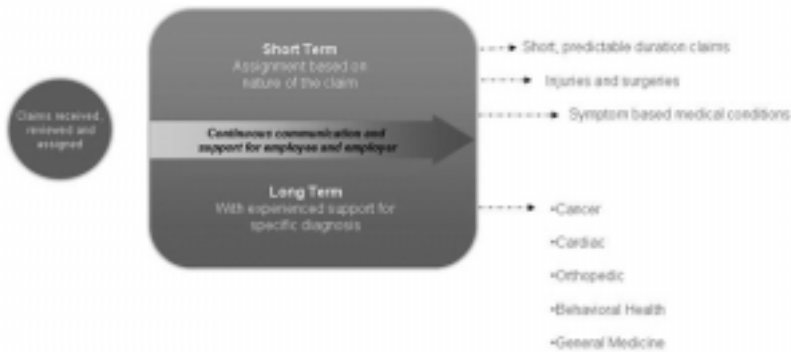 Claims received,
reviewed and
assigned
Short Term
Assignment based on
nature of the claim
Continuous communication and
support for employee and employer
Long Term
With experienced support for
specific diagnosis
Short, predictable duration claims
Injuries and surgeries
Symptom based medical conditions
•Cancer
•Cardiac
•Orthopedic
•Behavioral Health
•General Medicine